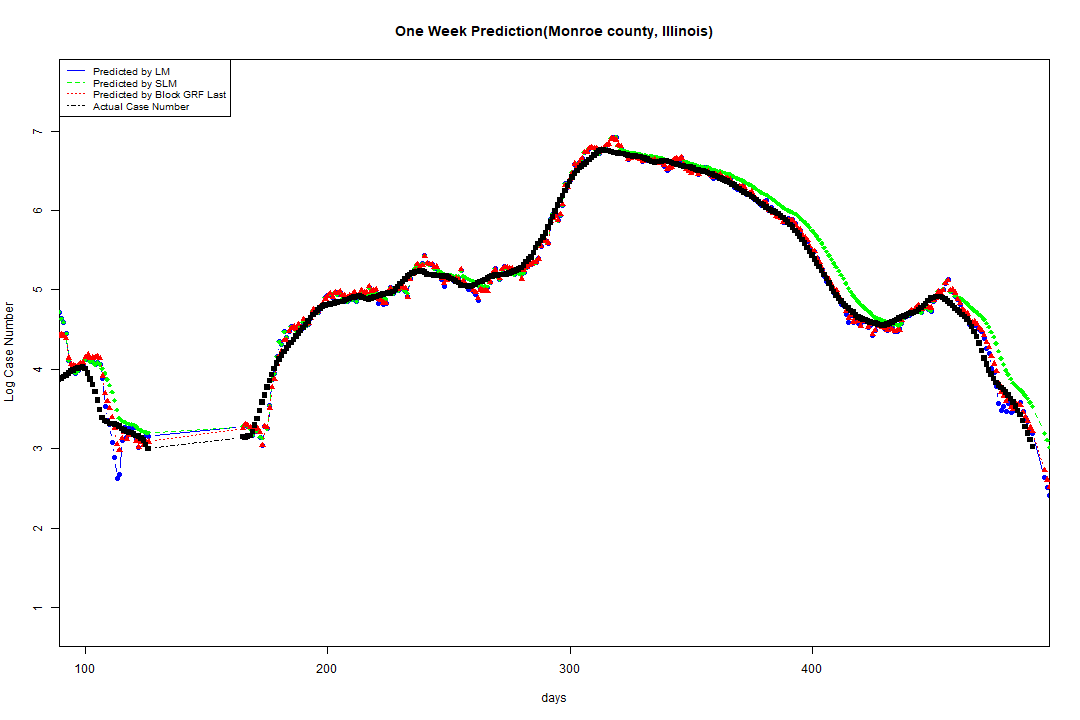 One Week Prediction(Monroe county, Illinois)
Predicted by LM
Predicted by SLM
Predicted by Block GRF Last
Actual Case Number
Log Case Number
7
6
5
4
3
2
1
100 200 300 400
days